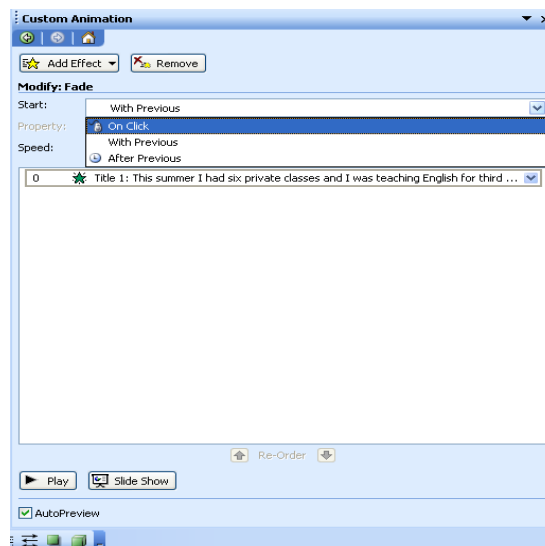 Custom Animation
Add Effect Remove
Modify: Fade
Start: With Previous
Property: On Click
With Previous
Speed: After Previous
0 Title 1: This summer I had six private classes and I was teaching English for third ...
Re-Order
Play Slide Show
AutoPreview